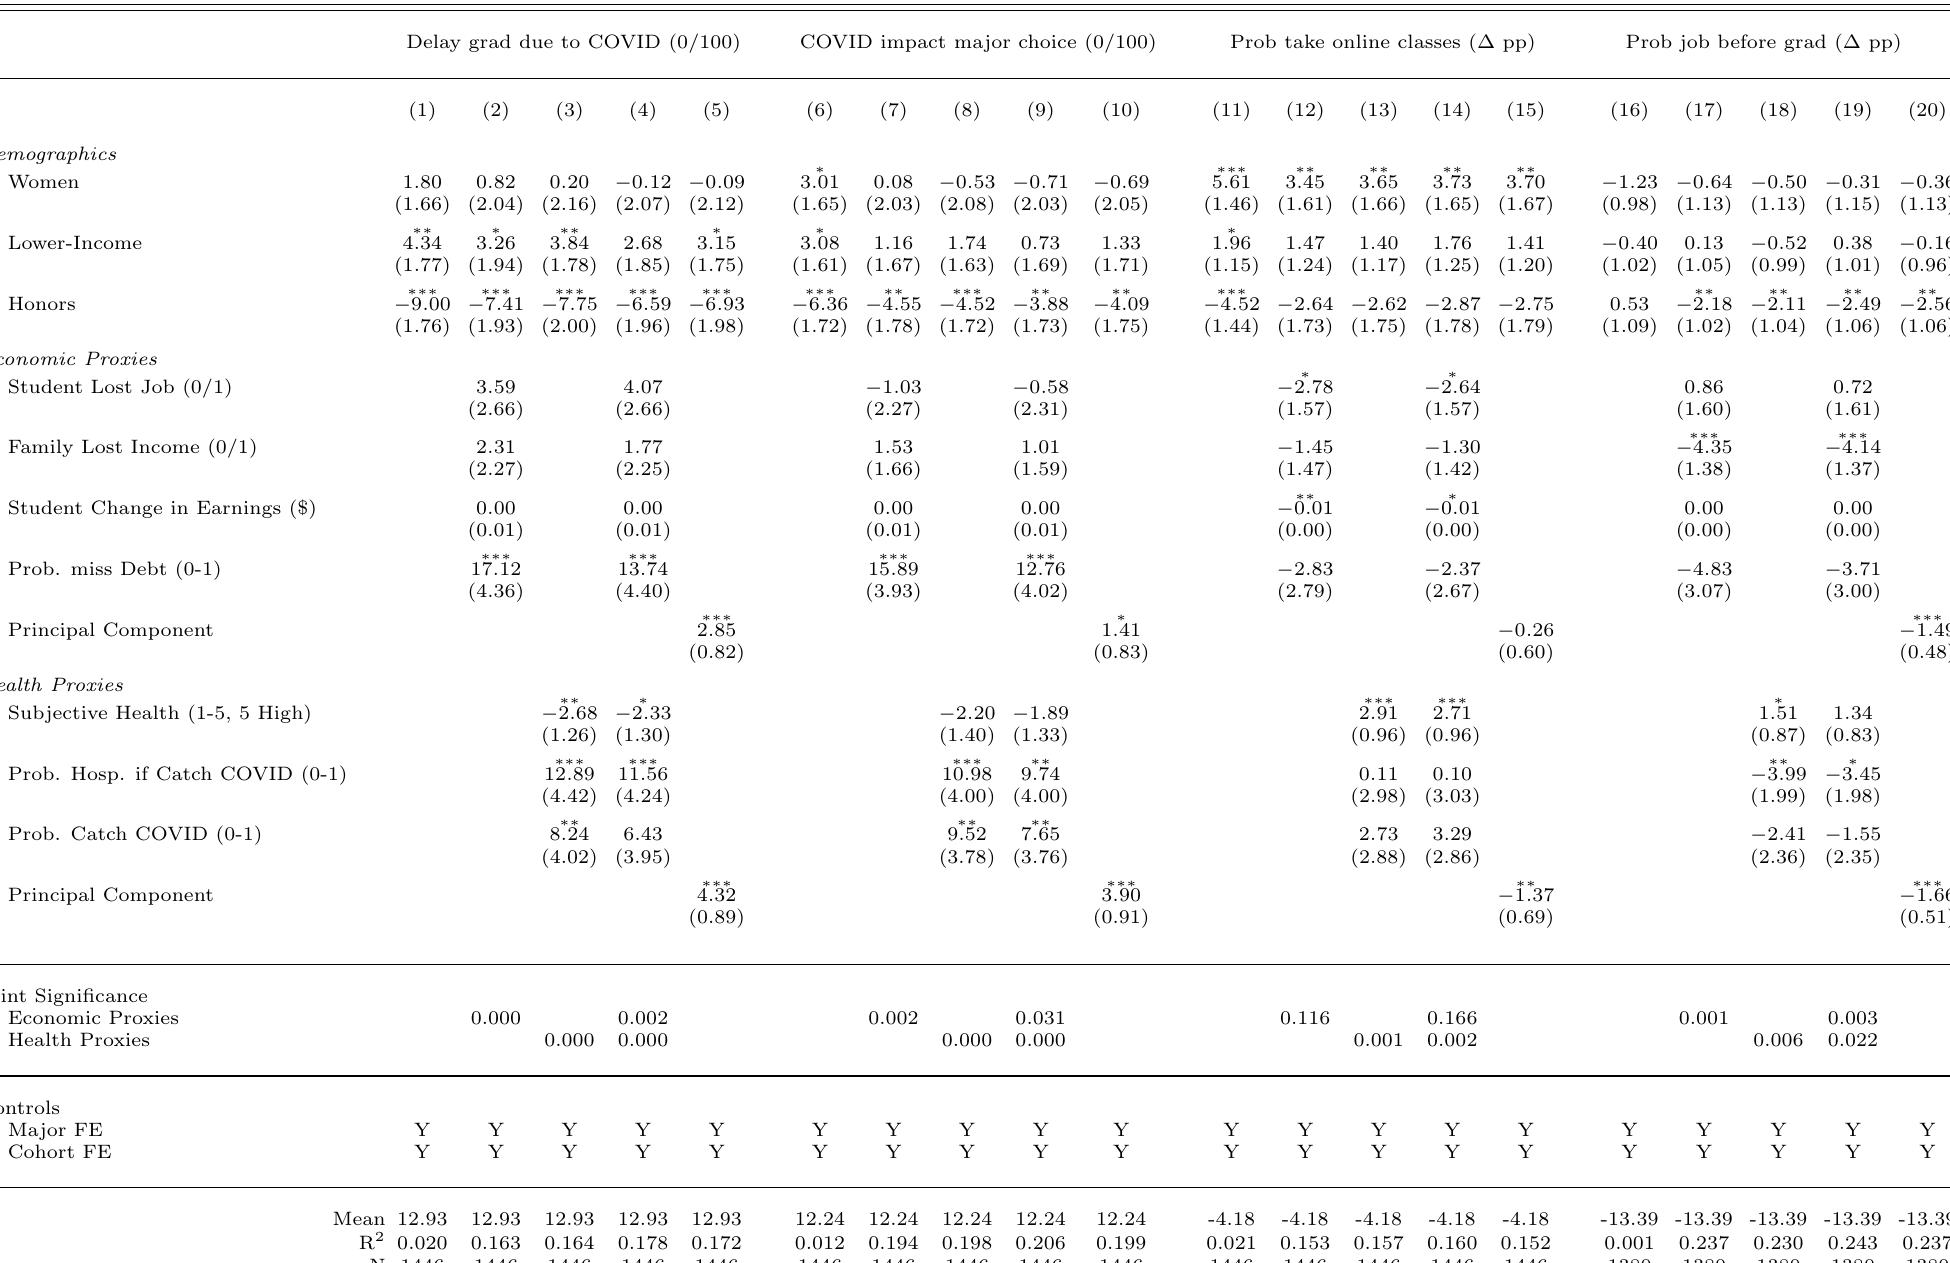 Delay grad due to COVID (0/100) COVID impact major choice (0/100) Prob take online classes (Δ pp) Prob job before grad (Δ pp)
(1) (2) (3) (4) (5) (6) (7) (8) (9) (10) (11) (12) (13) (14) (15) (16) (17) (18) (19) (20)
emographics
Women 1.80 0.82 0.20 −0.12 −0.09 3.01* 0.08 −0.53 −0.71 −0.69 5.61*** 3.45** 3.65** 3.73** 3.70** −1.23 −0.64 −0.50 −0.31 −0.36
(1.66) (2.04) (2.16) (2.07) (2.12) (1.65) (2.03) (2.08) (2.03) (2.05) (1.46) (1.61) (1.66) (1.65) (1.67) (0.98) (1.13) (1.13) (1.15) (1.13)
Lower-Income 4.34** 3.26* 3.84** 2.68 3.15* 3.08* 1.16 1.74 0.73 1.33 1.96* 1.47 1.40 1.76 1.41 −0.40 0.13 −0.52 0.38 −0.16
(1.77) (1.94) (1.78) (1.85) (1.75) (1.61) (1.67) (1.63) (1.69) (1.71) (1.15) (1.24) (1.17) (1.25) (1.20) (1.02) (1.05) (0.99) (1.01) (0.96)
Honors −9.00*** −7.41*** −7.75*** −6.59*** −6.93*** −6.36*** −4.55** −4.52*** −3.88** −4.09** −4.52*** −2.64 −2.62 −2.87 −2.75 0.53 −2.18** −2.11** −2.49** −2.56**
(1.76) (1.93) (2.00) (1.96) (1.98) (1.72) (1.78) (1.72) (1.73) (1.75) (1.44) (1.73) (1.75) (1.78) (1.79) (1.09) (1.02) (1.04) (1.06) (1.06)
conomic Proxies
Student Lost Job (0/1) 3.59 4.07 −1.03 −0.58 −2.78* −2.64* 0.86 0.72
(2.66) (2.66) (2.27) (2.31) (1.57) (1.57) (1.60) (1.61)
Family Lost Income (0/1) 2.31 1.77 1.53 1.01 −1.45 −1.30 −4.35*** −4.14***
(2.27) (2.25) (1.66) (1.59) (1.47) (1.42) (1.38) (1.37)
Student Change in Earnings ($) 0.00 0.00 0.00 0.00 −0.01** −0.01* 0.00 0.00
(0.01) (0.01) (0.01) (0.01) (0.00) (0.00) (0.00) (0.00)
Prob. miss Debt (0-1) 17.12*** 13.74*** 15.89*** 12.76*** −2.83 −2.37 −4.83 −3.71
(4.36) (4.40) (3.93) (4.02) (2.79) (2.67) (3.07) (3.00)
Principal Component 2.85*** 1.41* −0.26 −1.49***
(0.82) (0.83) (0.60) (0.48)
ealth Proxies
Subjective Health (1-5, 5 High) −2.68** −2.33* −2.20 −1.89 2.91*** 2.71*** 1.51* 1.34
(1.26) (1.30) (1.40) (1.33) (0.96) (0.96) (0.87) (0.83)
Prob. Hosp. if Catch COVID (0-1) 12.89*** 11.56*** 10.98*** 9.74** 0.11 0.10 −3.99** −3.45*
(4.42) (4.24) (4.00) (4.00) (2.98) (3.03) (1.99) (1.98)
Prob. Catch COVID (0-1) 8.24** 6.43 9.52** 7.65** 2.73 3.29 −2.41 −1.55
(4.02) (3.95) (3.78) (3.76) (2.88) (2.86) (2.36) (2.35)
Principal Component 4.32*** 3.90*** −1.37** −1.66***
(0.89) (0.91) (0.69) (0.51)
int Significance
Economic Proxies 0.000 0.002 0.002 0.031 0.116 0.166 0.001 0.003
Health Proxies 0.000 0.000 0.000 0.000 0.001 0.002 0.006 0.022
ontrols
Major FE Y Y Y Y Y Y Y Y Y Y Y Y Y Y Y Y Y Y Y Y
Cohort FE Y Y Y Y Y Y Y Y Y Y Y Y Y Y Y Y Y Y Y Y
Mean 12.93 12.93 12.93 12.93 12.93 12.24 12.24 12.24 12.24 12.24 -4.18 -4.18 -4.18 -4.18 -4.18 -13.39 -13.39 -13.39 -13.39 -13.39
R² 0.020 0.163 0.164 0.178 0.172 0.012 0.194 0.198 0.206 0.199 0.021 0.153 0.157 0.160 0.152 0.001 0.237 0.230 0.243 0.237